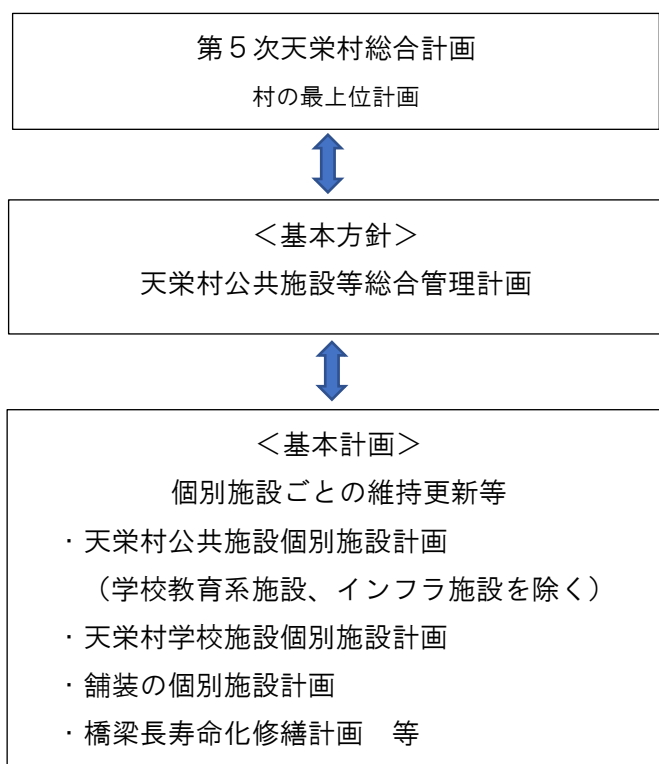 第５次天栄村総合計画
村の最上位計画
＜基本方針＞
天栄村公共施設等総合管理計画
＜基本計画＞
個別施設ごとの維持更新等
・天栄村公共施設個別施設計画
（学校教育系施設、インフラ施設を除く）
・天栄村学校施設個別施設計画
・舗装の個別施設計画
・橋梁長寿命化修繕計画　等